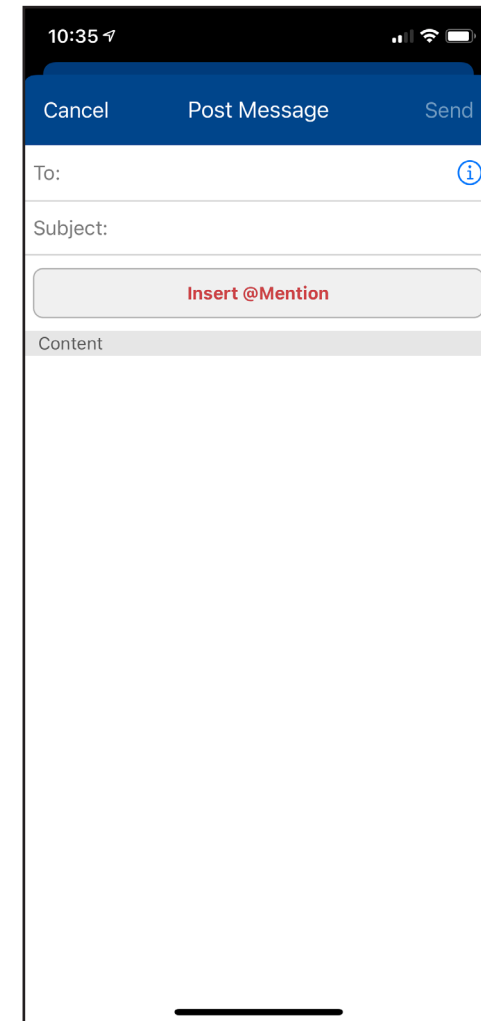 10:35
Cancel Post Message Send
To:
Subject:
Insert @Mention
Content